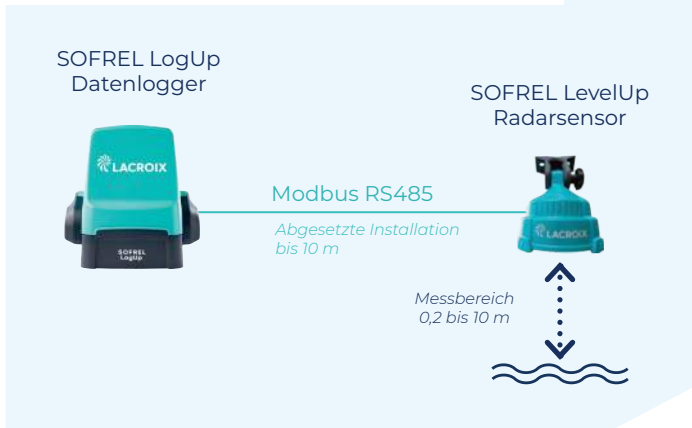 SOFREL LogUp
Datenlogger
SOFREL LevelUp
Radarsensor
LACROIX
SOFREL
LogUp
Modbus RS485
Abgesetzte Installation
bis 10 m
LACROIX
Messbereich
0,2 bis 10 m